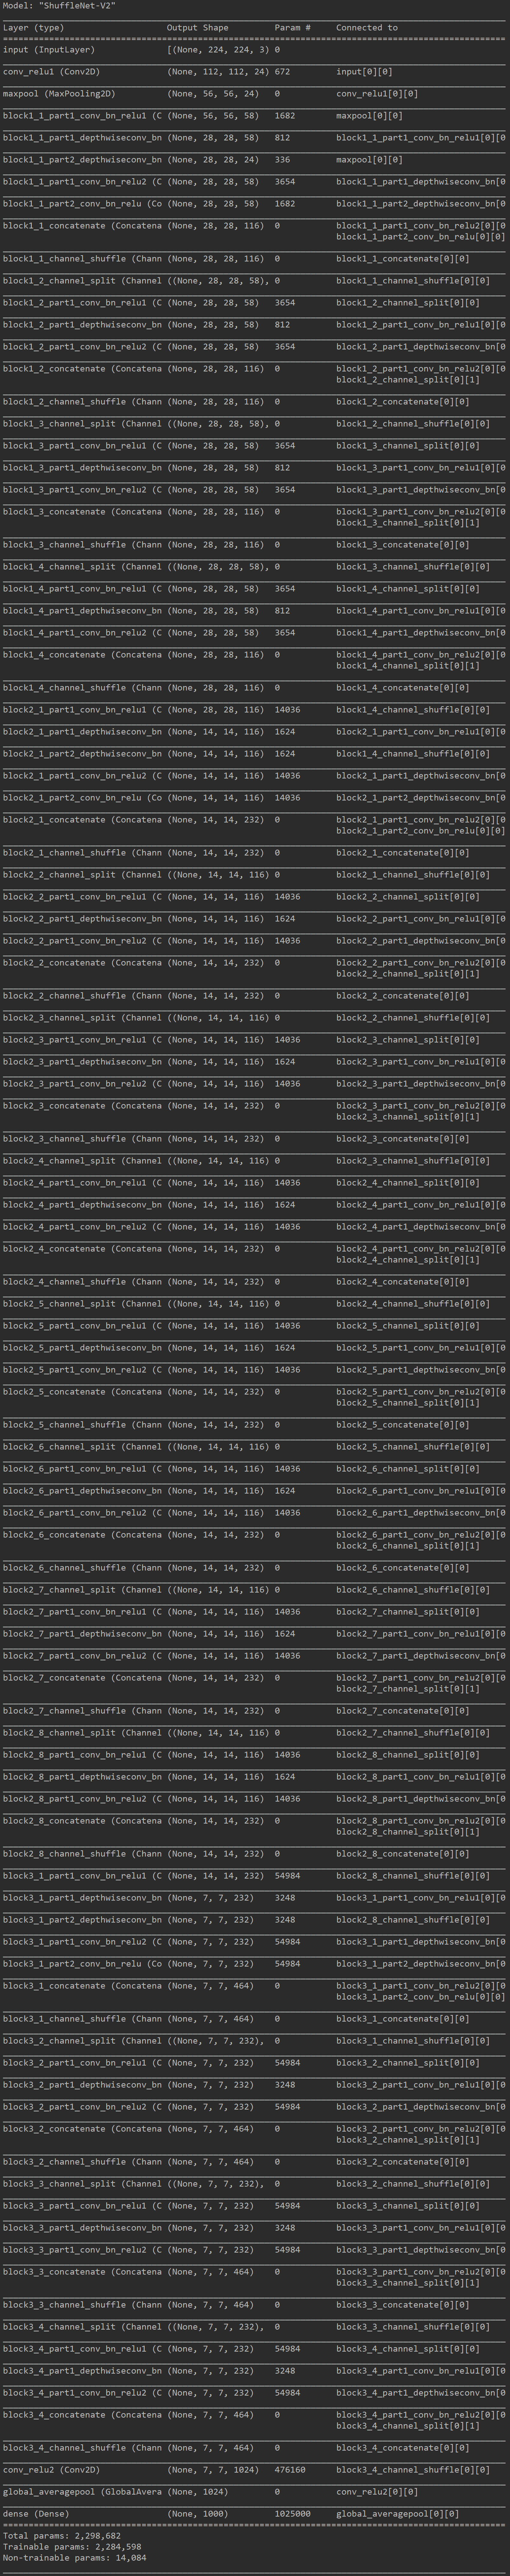 Model: "ShuffleNet-V2"
Layer (type) Output Shape Param # Connected to
input (InputLayer) [(None, 224, 224, 3) 0
conv_relu1 (Conv2D) (None, 112, 112, 24) 672 input[0][0]
maxpool (MaxPooling2D) (None, 56, 56, 24) 0 conv_relu1[0][0]
block1_1_part1_conv_bn_relu1 (C (None, 56, 56, 58) 1682 maxpool[0][0]
block1_1_part1_depthwiseconv_bn (None, 28, 28, 58) 812 block1_1_part1_conv_bn_relu1[0][0
block1_1_part2_depthwiseconv_bn (None, 28, 28, 24) 336 maxpool[0][0]
block1_1_part1_conv_bn_relu2 (C (None, 28, 28, 58) 3654 block1_1_part1_depthwiseconv_bn[0
block1_1_part2_conv_bn_relu (Co (None, 28, 28, 58) 1682 block1_1_part2_depthwiseconv_bn[0
block1_1_concatenate (Concatena (None, 28, 28, 116) 0 block1_1_part1_conv_bn_relu2[0][0
block1_1_part2_conv_bn_relu[0][0]
block1_1_channel_shuffle (Chann (None, 28, 28, 116) 0 block1_1_concatenate[0][0]
block1_2_channel_split (Channel ((None, 28, 28, 58), 0 block1_1_channel_shuffle[0][0]
block1_2_part1_conv_bn_relu1 (C (None, 28, 28, 58) 3654 block1_2_channel_split[0][0]
block1_2_part1_depthwiseconv_bn (None, 28, 28, 58) 812 block1_2_part1_conv_bn_relu1[0][0
block1_2_part1_conv_bn_relu2 (C (None, 28, 28, 58) 3654 block1_2_part1_depthwiseconv_bn[0
block1_2_concatenate (Concatena (None, 28, 28, 116) 0 block1_2_part1_conv_bn_relu2[0][0
block1_2_channel_split[0][1]
block1_2_channel_shuffle (Chann (None, 28, 28, 116) 0 block1_2_concatenate[0][0]
block1_3_channel_split (Channel ((None, 28, 28, 58), 0 block1_2_channel_shuffle[0][0]
block1_3_part1_conv_bn_relu1 (C (None, 28, 28, 58) 3654 block1_3_channel_split[0][0]
block1_3_part1_depthwiseconv_bn (None, 28, 28, 58) 812 block1_3_part1_conv_bn_relu1[0][0
block1_3_part1_conv_bn_relu2 (C (None, 28, 28, 58) 3654 block1_3_part1_depthwiseconv_bn[0
block1_3_concatenate (Concatena (None, 28, 28, 116) 0 block1_3_part1_conv_bn_relu2[0][0
block1_3_channel_split[0][1]
block1_3_channel_shuffle (Chann (None, 28, 28, 116) 0 block1_3_concatenate[0][0]
block1_4_channel_split (Channel ((None, 28, 28, 58), 0 block1_3_channel_shuffle[0][0]
block1_4_part1_conv_bn_relu1 (C (None, 28, 28, 58) 3654 block1_4_channel_split[0][0]
block1_4_part1_depthwiseconv_bn (None, 28, 28, 58) 812 block1_4_part1_conv_bn_relu1[0][0
block1_4_part1_conv_bn_relu2 (C (None, 28, 28, 58) 3654 block1_4_part1_depthwiseconv_bn[0
block1_4_concatenate (Concatena (None, 28, 28, 116) 0 block1_4_part1_conv_bn_relu2[0][0
block1_4_channel_split[0][1]
block1_4_channel_shuffle (Chann (None, 28, 28, 116) 0 block1_4_concatenate[0][0]
block2_1_part1_conv_bn_relu1 (C (None, 28, 28, 116) 14036 block1_4_channel_shuffle[0][0]
block2_1_part1_depthwiseconv_bn (None, 14, 14, 116) 1624 block2_1_part1_conv_bn_relu1[0][0
block2_1_part2_depthwiseconv_bn (None, 14, 14, 116) 1624 block1_4_channel_shuffle[0][0]
block2_1_part1_conv_bn_relu2 (C (None, 14, 14, 116) 14036 block2_1_part1_depthwiseconv_bn[0
block2_1_part2_conv_bn_relu (Co (None, 14, 14, 116) 14036 block2_1_part2_depthwiseconv_bn[0
block2_1_concatenate (Concatena (None, 14, 14, 232) 0 block2_1_part1_conv_bn_relu2[0][0
block2_1_part2_conv_bn_relu[0][0]
block2_1_channel_shuffle (Chann (None, 14, 14, 232) 0 block2_1_concatenate[0][0]
block2_2_channel_split (Channel ((None, 14, 14, 116) 0 block2_1_channel_shuffle[0][0]
block2_2_part1_conv_bn_relu1 (C (None, 14, 14, 116) 14036 block2_2_channel_split[0][0]
block2_2_part1_depthwiseconv_bn (None, 14, 14, 116) 1624 block2_2_part1_conv_bn_relu1[0][0
block2_2_part1_conv_bn_relu2 (C (None, 14, 14, 116) 14036 block2_2_part1_depthwiseconv_bn[0
block2_2_concatenate (Concatena (None, 14, 14, 232) 0 block2_2_part1_conv_bn_relu2[0][0
block2_2_channel_split[0][1]
block2_2_channel_shuffle (Chann (None, 14, 14, 232) 0 block2_2_concatenate[0][0]
block2_3_channel_split (Channel ((None, 14, 14, 116) 0 block2_2_channel_shuffle[0][0]
block2_3_part1_conv_bn_relu1 (C (None, 14, 14, 116) 14036 block2_3_channel_split[0][0]
block2_3_part1_depthwiseconv_bn (None, 14, 14, 116) 1624 block2_3_part1_conv_bn_relu1[0][0
block2_3_part1_conv_bn_relu2 (C (None, 14, 14, 116) 14036 block2_3_part1_depthwiseconv_bn[0
block2_3_concatenate (Concatena (None, 14, 14, 232) 0 block2_3_part1_conv_bn_relu2[0][0
block2_3_channel_split[0][1]
block2_3_channel_shuffle (Chann (None, 14, 14, 232) 0 block2_3_concatenate[0][0]
block2_4_channel_split (Channel ((None, 14, 14, 116) 0 block2_3_channel_shuffle[0][0]
block2_4_part1_conv_bn_relu1 (C (None, 14, 14, 116) 14036 block2_4_channel_split[0][0]
block2_4_part1_depthwiseconv_bn (None, 14, 14, 116) 1624 block2_4_part1_conv_bn_relu1[0][0
block2_4_part1_conv_bn_relu2 (C (None, 14, 14, 116) 14036 block2_4_part1_depthwiseconv_bn[0
block2_4_concatenate (Concatena (None, 14, 14, 232) 0 block2_4_part1_conv_bn_relu2[0][0
block2_4_channel_split[0][1]
block2_4_channel_shuffle (Chann (None, 14, 14, 232) 0 block2_4_concatenate[0][0]
block2_5_channel_split (Channel ((None, 14, 14, 116) 0 block2_4_channel_shuffle[0][0]
block2_5_part1_conv_bn_relu1 (C (None, 14, 14, 116) 14036 block2_5_channel_split[0][0]
block2_5_part1_depthwiseconv_bn (None, 14, 14, 116) 1624 block2_5_part1_conv_bn_relu1[0][0
block2_5_part1_conv_bn_relu2 (C (None, 14, 14, 116) 14036 block2_5_part1_depthwiseconv_bn[0
block2_5_concatenate (Concatena (None, 14, 14, 232) 0 block2_5_part1_conv_bn_relu2[0][0
block2_5_channel_split[0][1]
block2_5_channel_shuffle (Chann (None, 14, 14, 232) 0 block2_5_concatenate[0][0]
block2_6_channel_split (Channel ((None, 14, 14, 116) 0 block2_5_channel_shuffle[0][0]
block2_6_part1_conv_bn_relu1 (C (None, 14, 14, 116) 14036 block2_6_channel_split[0][0]
block2_6_part1_depthwiseconv_bn (None, 14, 14, 116) 1624 block2_6_part1_conv_bn_relu1[0][0
block2_6_part1_conv_bn_relu2 (C (None, 14, 14, 116) 14036 block2_6_part1_depthwiseconv_bn[0
block2_6_concatenate (Concatena (None, 14, 14, 232) 0 block2_6_part1_conv_bn_relu2[0][0
block2_6_channel_split[0][1]
block2_6_channel_shuffle (Chann (None, 14, 14, 232) 0 block2_6_concatenate[0][0]
block2_7_channel_split (Channel ((None, 14, 14, 116) 0 block2_6_channel_shuffle[0][0]
block2_7_part1_conv_bn_relu1 (C (None, 14, 14, 116) 14036 block2_7_channel_split[0][0]
block2_7_part1_depthwiseconv_bn (None, 14, 14, 116) 1624 block2_7_part1_conv_bn_relu1[0][0
block2_7_part1_conv_bn_relu2 (C (None, 14, 14, 116) 14036 block2_7_part1_depthwiseconv_bn[0
block2_7_concatenate (Concatena (None, 14, 14, 232) 0 block2_7_part1_conv_bn_relu2[0][0
block2_7_channel_split[0][1]
block2_7_channel_shuffle (Chann (None, 14, 14, 232) 0 block2_7_concatenate[0][0]
block2_8_channel_split (Channel ((None, 14, 14, 116) 0 block2_7_channel_shuffle[0][0]
block2_8_part1_conv_bn_relu1 (C (None, 14, 14, 116) 14036 block2_8_channel_split[0][0]
block2_8_part1_depthwiseconv_bn (None, 14, 14, 116) 1624 block2_8_part1_conv_bn_relu1[0][0
block2_8_part1_conv_bn_relu2 (C (None, 14, 14, 116) 14036 block2_8_part1_depthwiseconv_bn[0
block2_8_concatenate (Concatena (None, 14, 14, 232) 0 block2_8_part1_conv_bn_relu2[0][0
block2_8_channel_split[0][1]
block2_8_channel_shuffle (Chann (None, 14, 14, 232) 0 block2_8_concatenate[0][0]
block3_1_part1_conv_bn_relu1 (C (None, 14, 14, 232) 54984 block2_8_channel_shuffle[0][0]
block3_1_part1_depthwiseconv_bn (None, 7, 7, 232) 3248 block3_1_part1_conv_bn_relu1[0][0
block3_1_part2_depthwiseconv_bn (None, 7, 7, 232) 3248 block2_8_channel_shuffle[0][0]
block3_1_part1_conv_bn_relu2 (C (None, 7, 7, 232) 54984 block3_1_part1_depthwiseconv_bn[0
block3_1_part2_conv_bn_relu (Co (None, 7, 7, 232) 54984 block3_1_part2_depthwiseconv_bn[0
block3_1_concatenate (Concatena (None, 7, 7, 464) 0 block3_1_part1_conv_bn_relu2[0][0
block3_1_part2_conv_bn_relu[0][0]
block3_1_channel_shuffle (Chann (None, 7, 7, 464) 0 block3_1_concatenate[0][0]
block3_2_channel_split (Channel ((None, 7, 7, 232), 0 block3_1_channel_shuffle[0][0]
block3_2_part1_conv_bn_relu1 (C (None, 7, 7, 232) 54984 block3_2_channel_split[0][0]
block3_2_part1_depthwiseconv_bn (None, 7, 7, 232) 3248 block3_2_part1_conv_bn_relu1[0][0
block3_2_part1_conv_bn_relu2 (C (None, 7, 7, 232) 54984 block3_2_part1_depthwiseconv_bn[0
block3_2_concatenate (Concatena (None, 7, 7, 464) 0 block3_2_part1_conv_bn_relu2[0][0
block3_2_channel_split[0][1]
block3_2_channel_shuffle (Chann (None, 7, 7, 464) 0 block3_2_concatenate[0][0]
block3_3_channel_split (Channel ((None, 7, 7, 232), 0 block3_2_channel_shuffle[0][0]
block3_3_part1_conv_bn_relu1 (C (None, 7, 7, 232) 54984 block3_3_channel_split[0][0]
block3_3_part1_depthwiseconv_bn (None, 7, 7, 232) 3248 block3_3_part1_conv_bn_relu1[0][0
block3_3_part1_conv_bn_relu2 (C (None, 7, 7, 232) 54984 block3_3_part1_depthwiseconv_bn[0
block3_3_concatenate (Concatena (None, 7, 7, 464) 0 block3_3_part1_conv_bn_relu2[0][0
block3_3_channel_split[0][1]
block3_3_channel_shuffle (Chann (None, 7, 7, 464) 0 block3_3_concatenate[0][0]
block3_4_channel_split (Channel ((None, 7, 7, 232), 0 block3_3_channel_shuffle[0][0]
block3_4_part1_conv_bn_relu1 (C (None, 7, 7, 232) 54984 block3_4_channel_split[0][0]
block3_4_part1_depthwiseconv_bn (None, 7, 7, 232) 3248 block3_4_part1_conv_bn_relu1[0][0
block3_4_part1_conv_bn_relu2 (C (None, 7, 7, 232) 54984 block3_4_part1_depthwiseconv_bn[0
block3_4_concatenate (Concatena (None, 7, 7, 464) 0 block3_4_part1_conv_bn_relu2[0][0
block3_4_channel_split[0][1]
block3_4_channel_shuffle (Chann (None, 7, 7, 464) 0 block3_4_concatenate[0][0]
conv_relu2 (Conv2D) (None, 7, 7, 1024) 476160 block3_4_channel_shuffle[0][0]
global_averagepool (GlobalAvera (None, 1024) 0 conv_relu2[0][0]
dense (Dense) (None, 1000) 1025000 global_averagepool[0][0]
Total params: 2,298,682
Trainable params: 2,284,598
Non-trainable params: 14,084